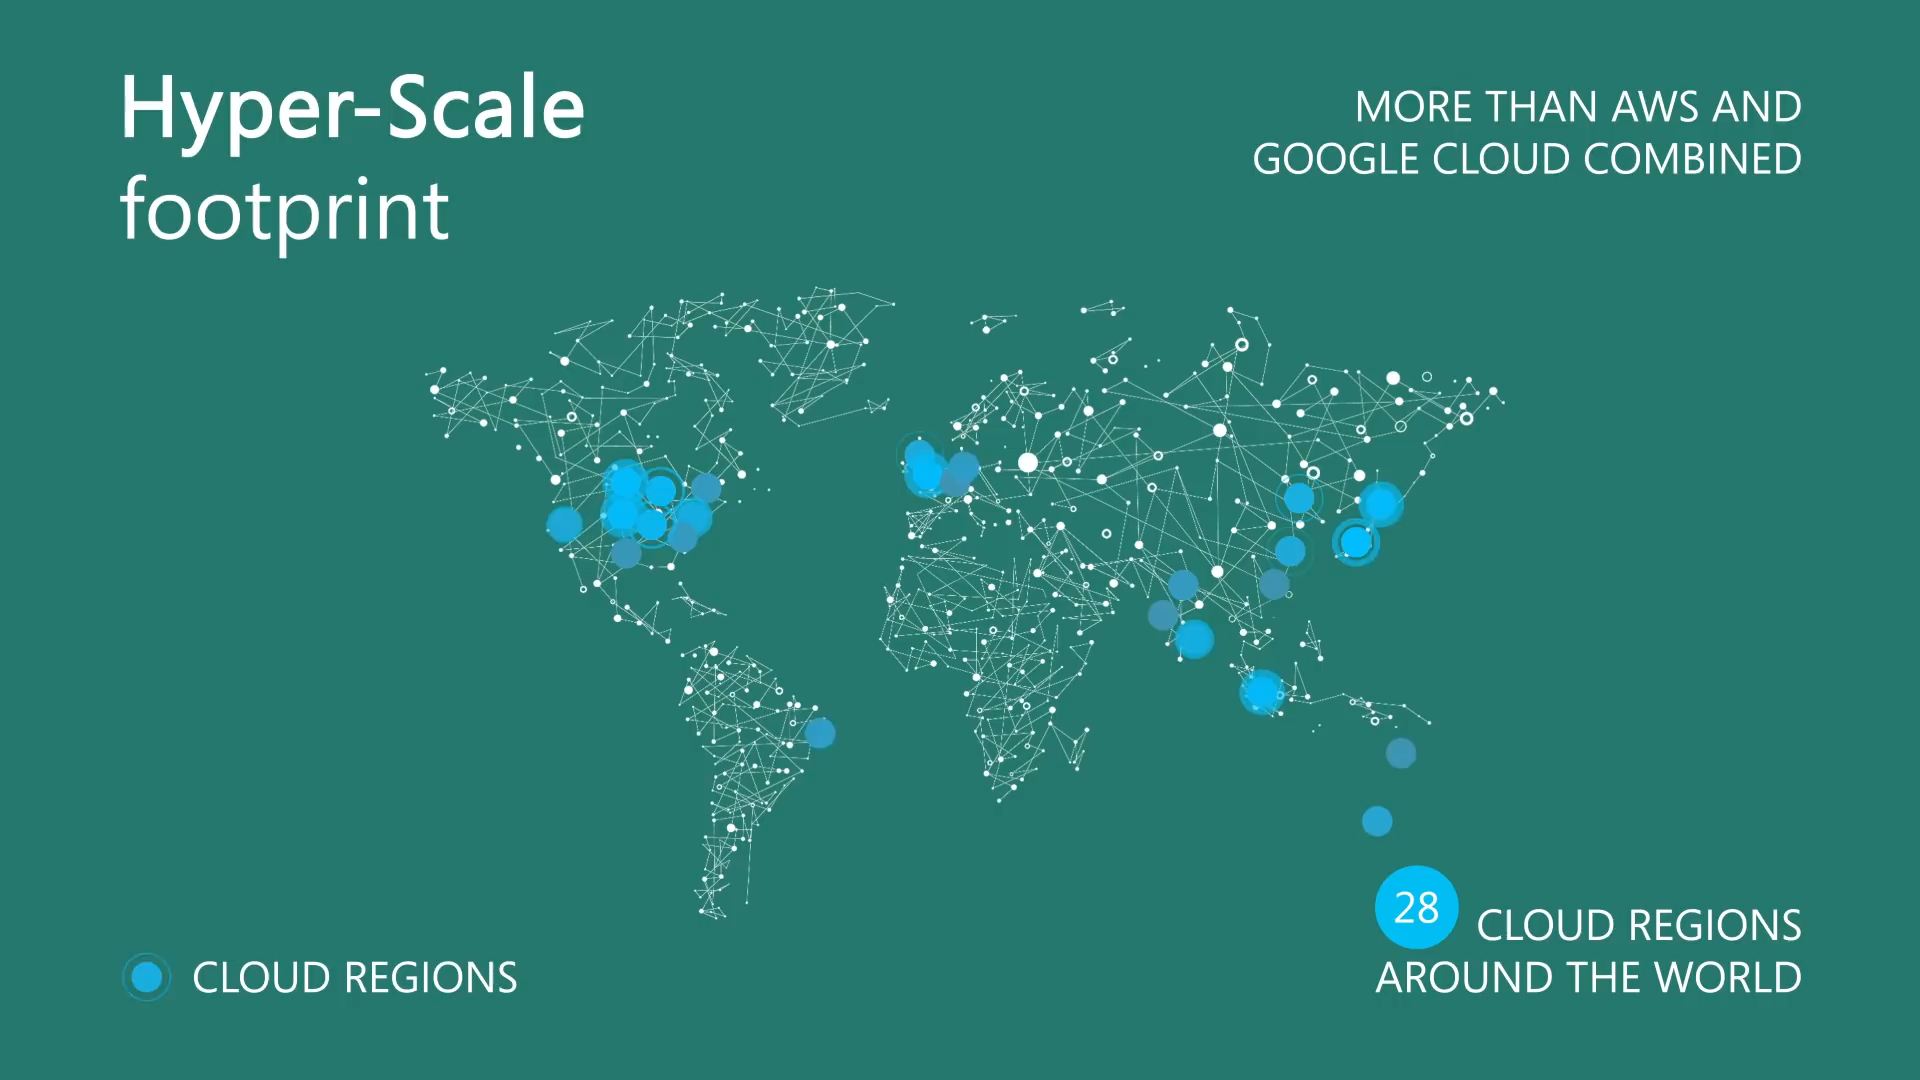 Hyper-Scale
footprint
MORE THAN AWS AND
GOOGLE CLOUD COMBINED
CLOUD REGIONS
28 CLOUD REGIONS
AROUND THE WORLD